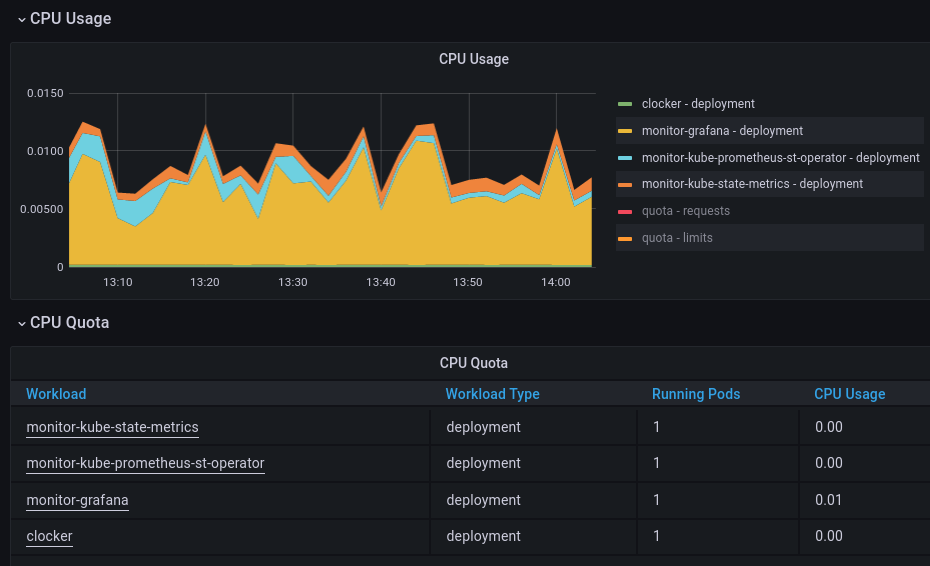 CPU Usage
CPU Usage
0.0150
0.0100
0.00500
0
13:10 13:20 13:30 13:40 13:50 14:00
clocker - deployment
monitor-grafana - deployment
monitor-kube-prometheus-st-operator - deployment
monitor-kube-state-metrics - deployment
quota - requests
quota - limits
CPU Quota
CPU Quota
Workload Workload Type Running Pods CPU Usage
monitor-kube-state-metrics deployment 1 0.00
monitor-kube-prometheus-st-operator deployment 1 0.00
monitor-grafana deployment 1 0.01
clocker deployment 1 0.00